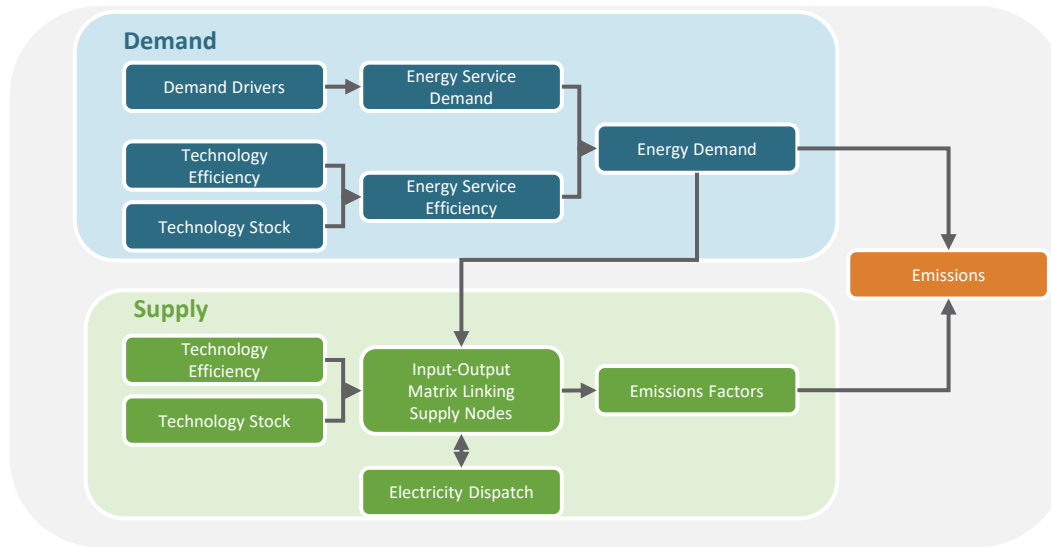 Demand
Demand Drivers
Energy Service
Demand
Technology
Efficiency
Energy Demand
Energy Service
Efficiency
Technology Stock
Emissions
Supply
Technology
Efficiency
Input-Output
Matrix Linking
Supply Nodes
Emissions Factors
Technology Stock
Electricity Dispatch